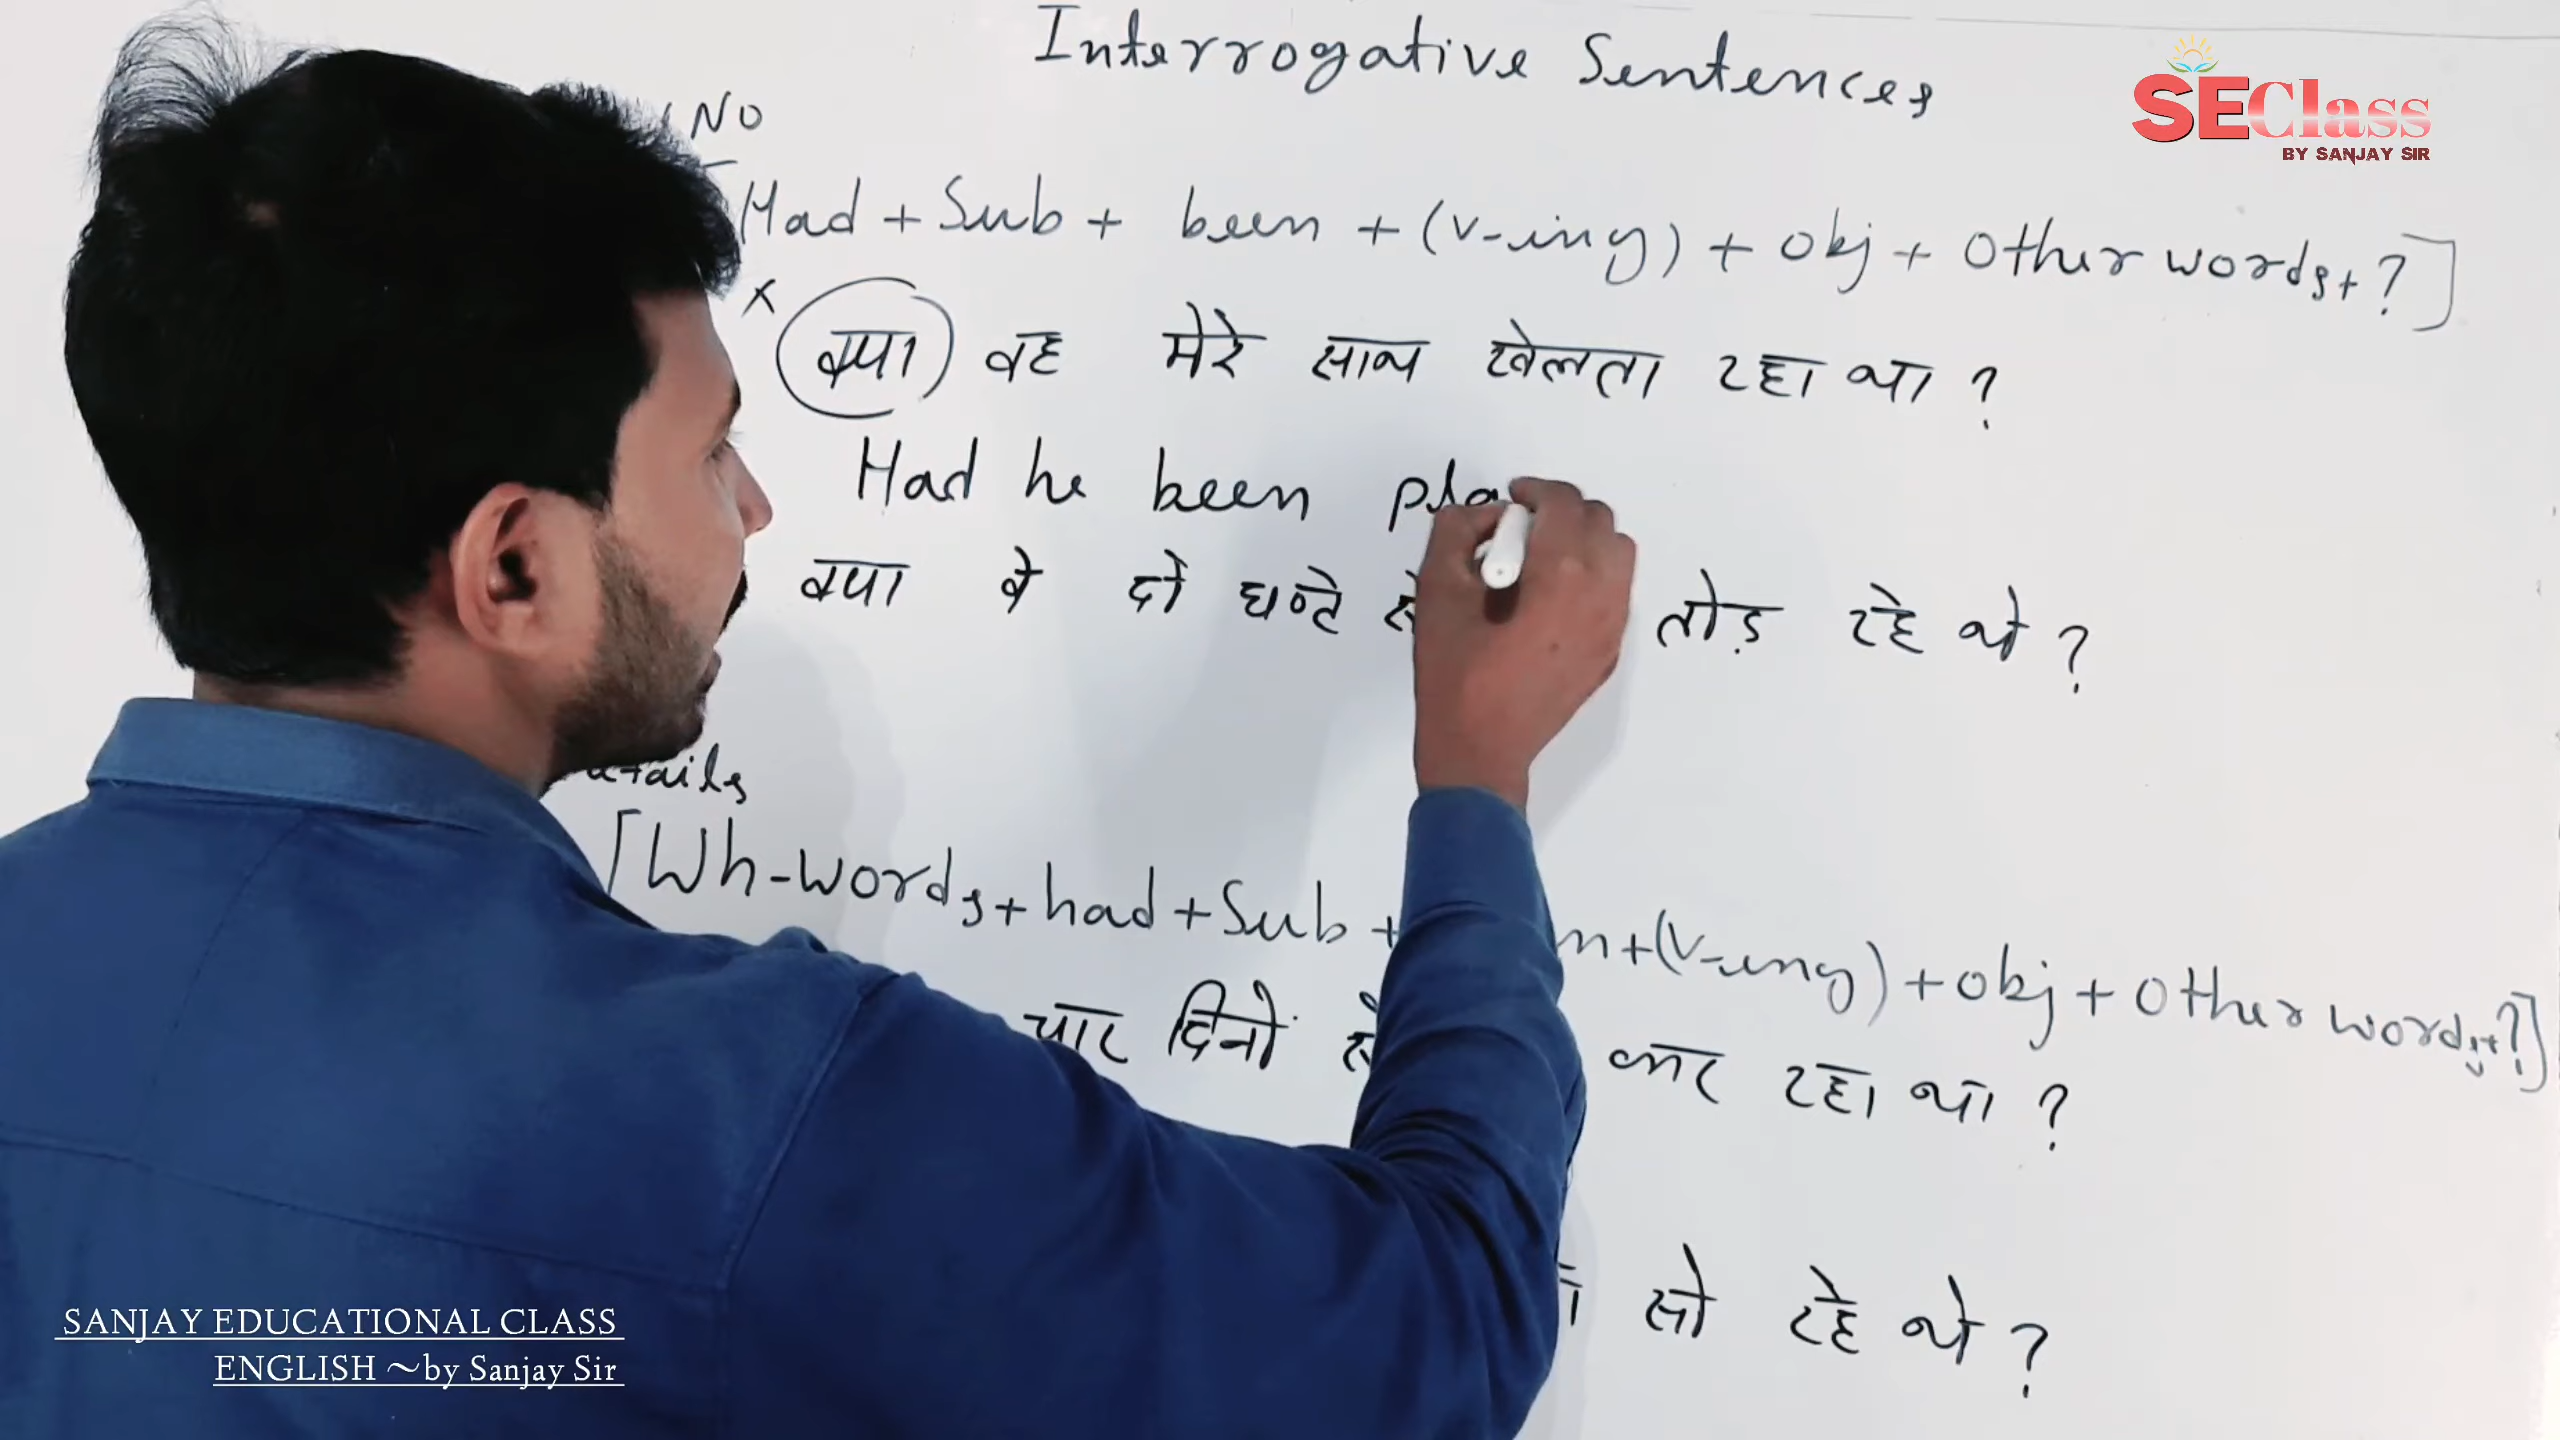 Interrogative Sentences
SEClass
BY SANJAY SIR
NO
Had + Sub + been + (V-ing) + obj + Other words + ?]
x क्या वह मेरे साथ खेलता रहा था ?
Had he been pla
क्या वे दो घण्टे से तोड़ रहे थे ?
details
[Wh-words + had + Sub + + (V-ing) + obj + Other words + ?]
चार दिनों से कर रहा था ?
सो रहे थे ?
SANJAY EDUCATIONAL CLASS
ENGLISH ~by Sanjay Sir